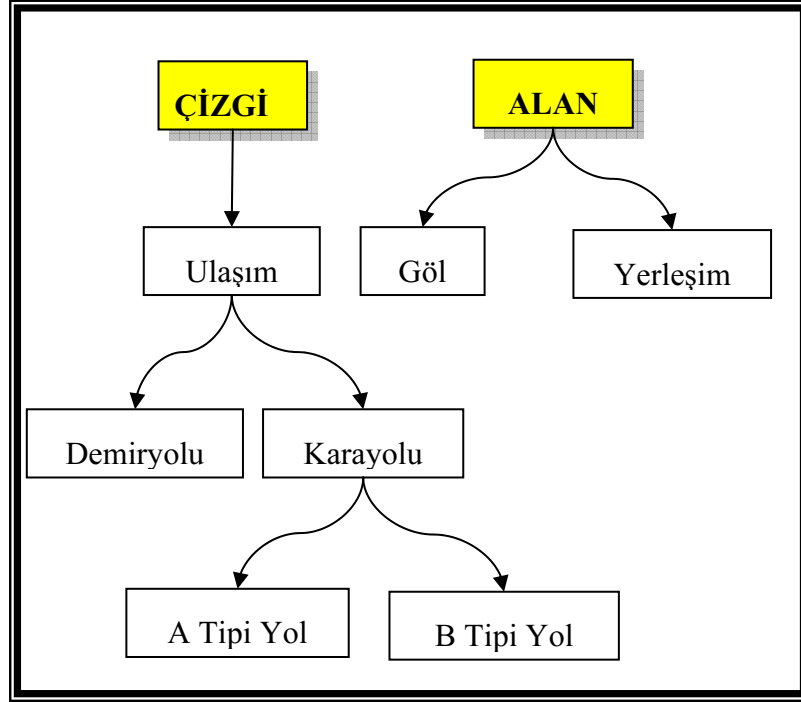 ÇİZGİ
ALAN
Ulaşım
Göl
Yerleşim
Demiryolu
Karayolu
A Tipi Yol
B Tipi Yol